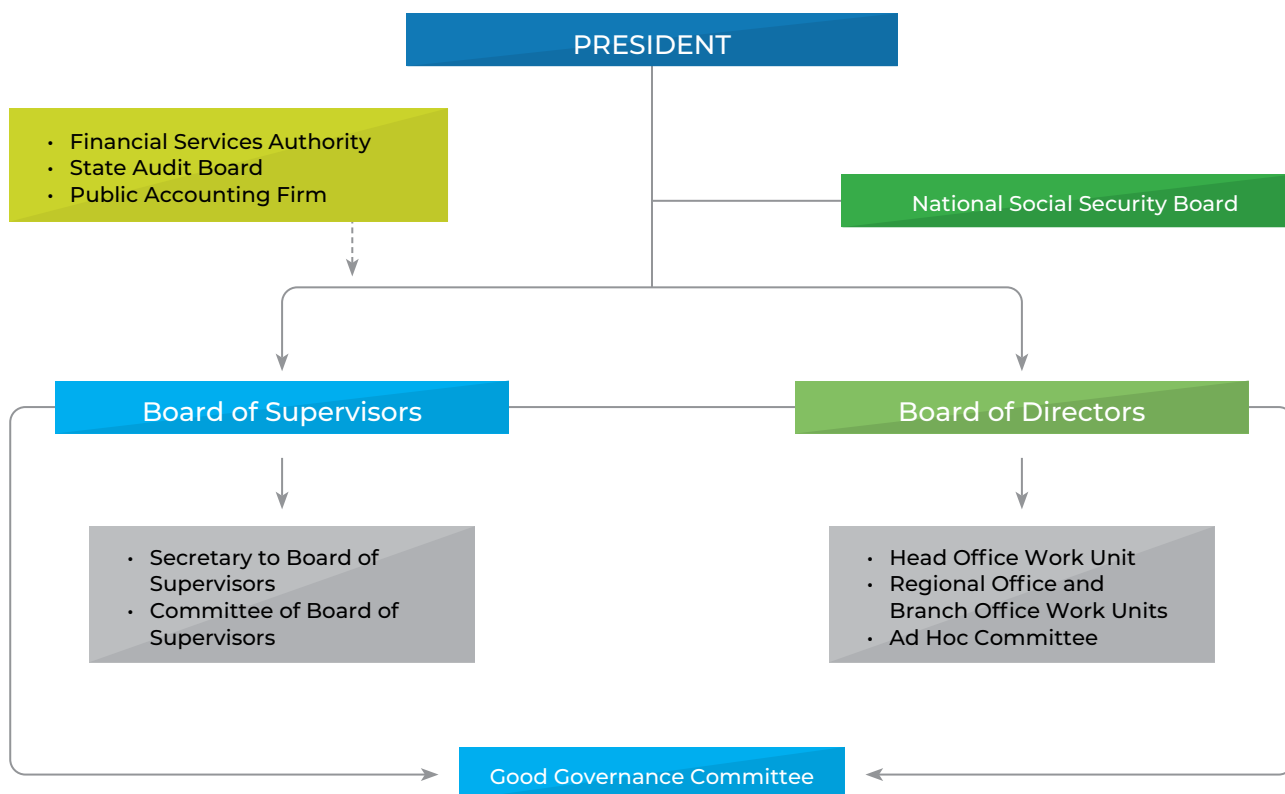 PRESIDENT
• Financial Services Authority
• State Audit Board
• Public Accounting Firm
National Social Security Board
Board of Supervisors
Board of Directors
• Secretary to Board of
Supervisors
• Committee of Board of
Supervisors
• Head Office Work Unit
• Regional Office and
Branch Office Work Units
• Ad Hoc Committee
Good Governance Committee